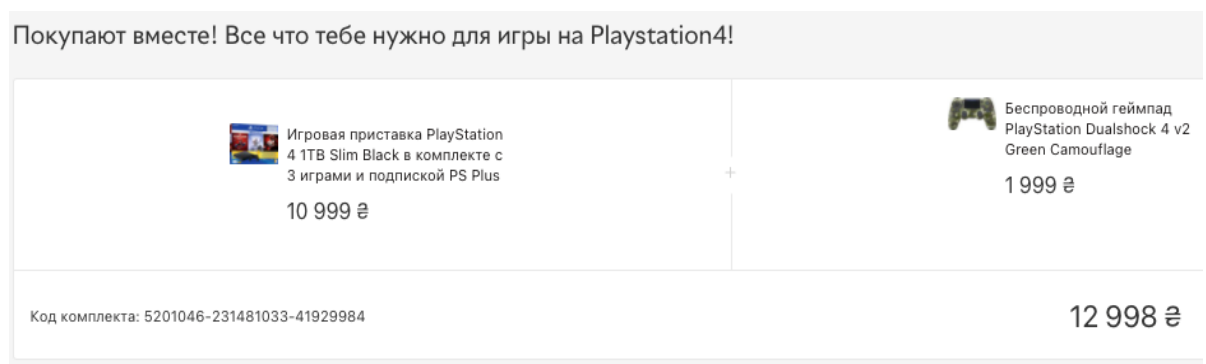 Покупают вместе! Все что тебе нужно для игры на Playstation4!
Игровая приставка PlayStation
4 1TB Slim Black в комплекте с
3 играми и подпиской PS Plus
10 999 ₴
+
Беспроводной геймпад
PlayStation Dualshock 4 v2
Green Camouflage
1 999 ₴
Код комплекта: 5201046-231481033-41929984
12 998 ₴